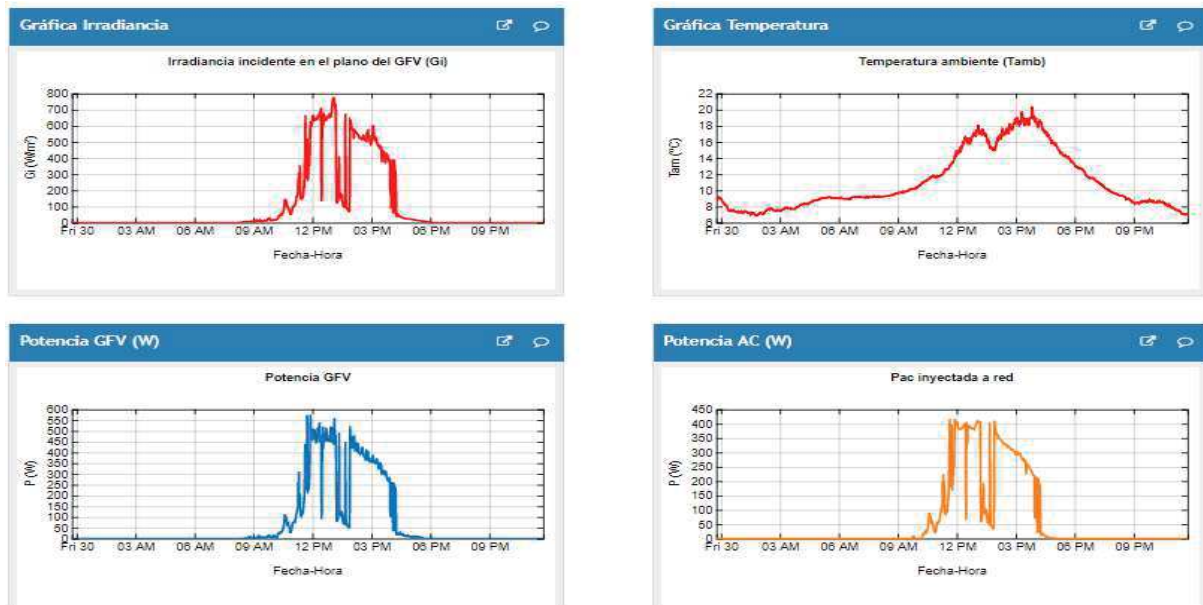 Gráfica Irradiancia
Irradiancia incidente en el plano del GFV (Gi)
800
700
600
500
400
300
200
100
0
Gi (W/m²)
Fri 30 03 AM 06 AM 09 AM 12 PM 03 PM 06 PM 09 PM
Fecha-Hora
Gráfica Temperatura
Temperatura ambiente (Tamb)
22
20
18
16
14
12
10
8
6
Tam (°C)
Fri 30 03 AM 06 AM 09 AM 12 PM 03 PM 06 PM 09 PM
Fecha-Hora
Potencia GFV (W)
Potencia GFV
600
550
500
450
400
350
300
250
200
150
100
50
0
P (W)
Fri 30 03 AM 06 AM 09 AM 12 PM 03 PM 06 PM 09 PM
Fecha-Hora
Potencia AC (W)
Pac inyectada a red
450
400
350
300
250
200
150
100
50
0
P (W)
Fri 30 03 AM 06 AM 09 AM 12 PM 03 PM 06 PM 09 PM
Fecha-Hora